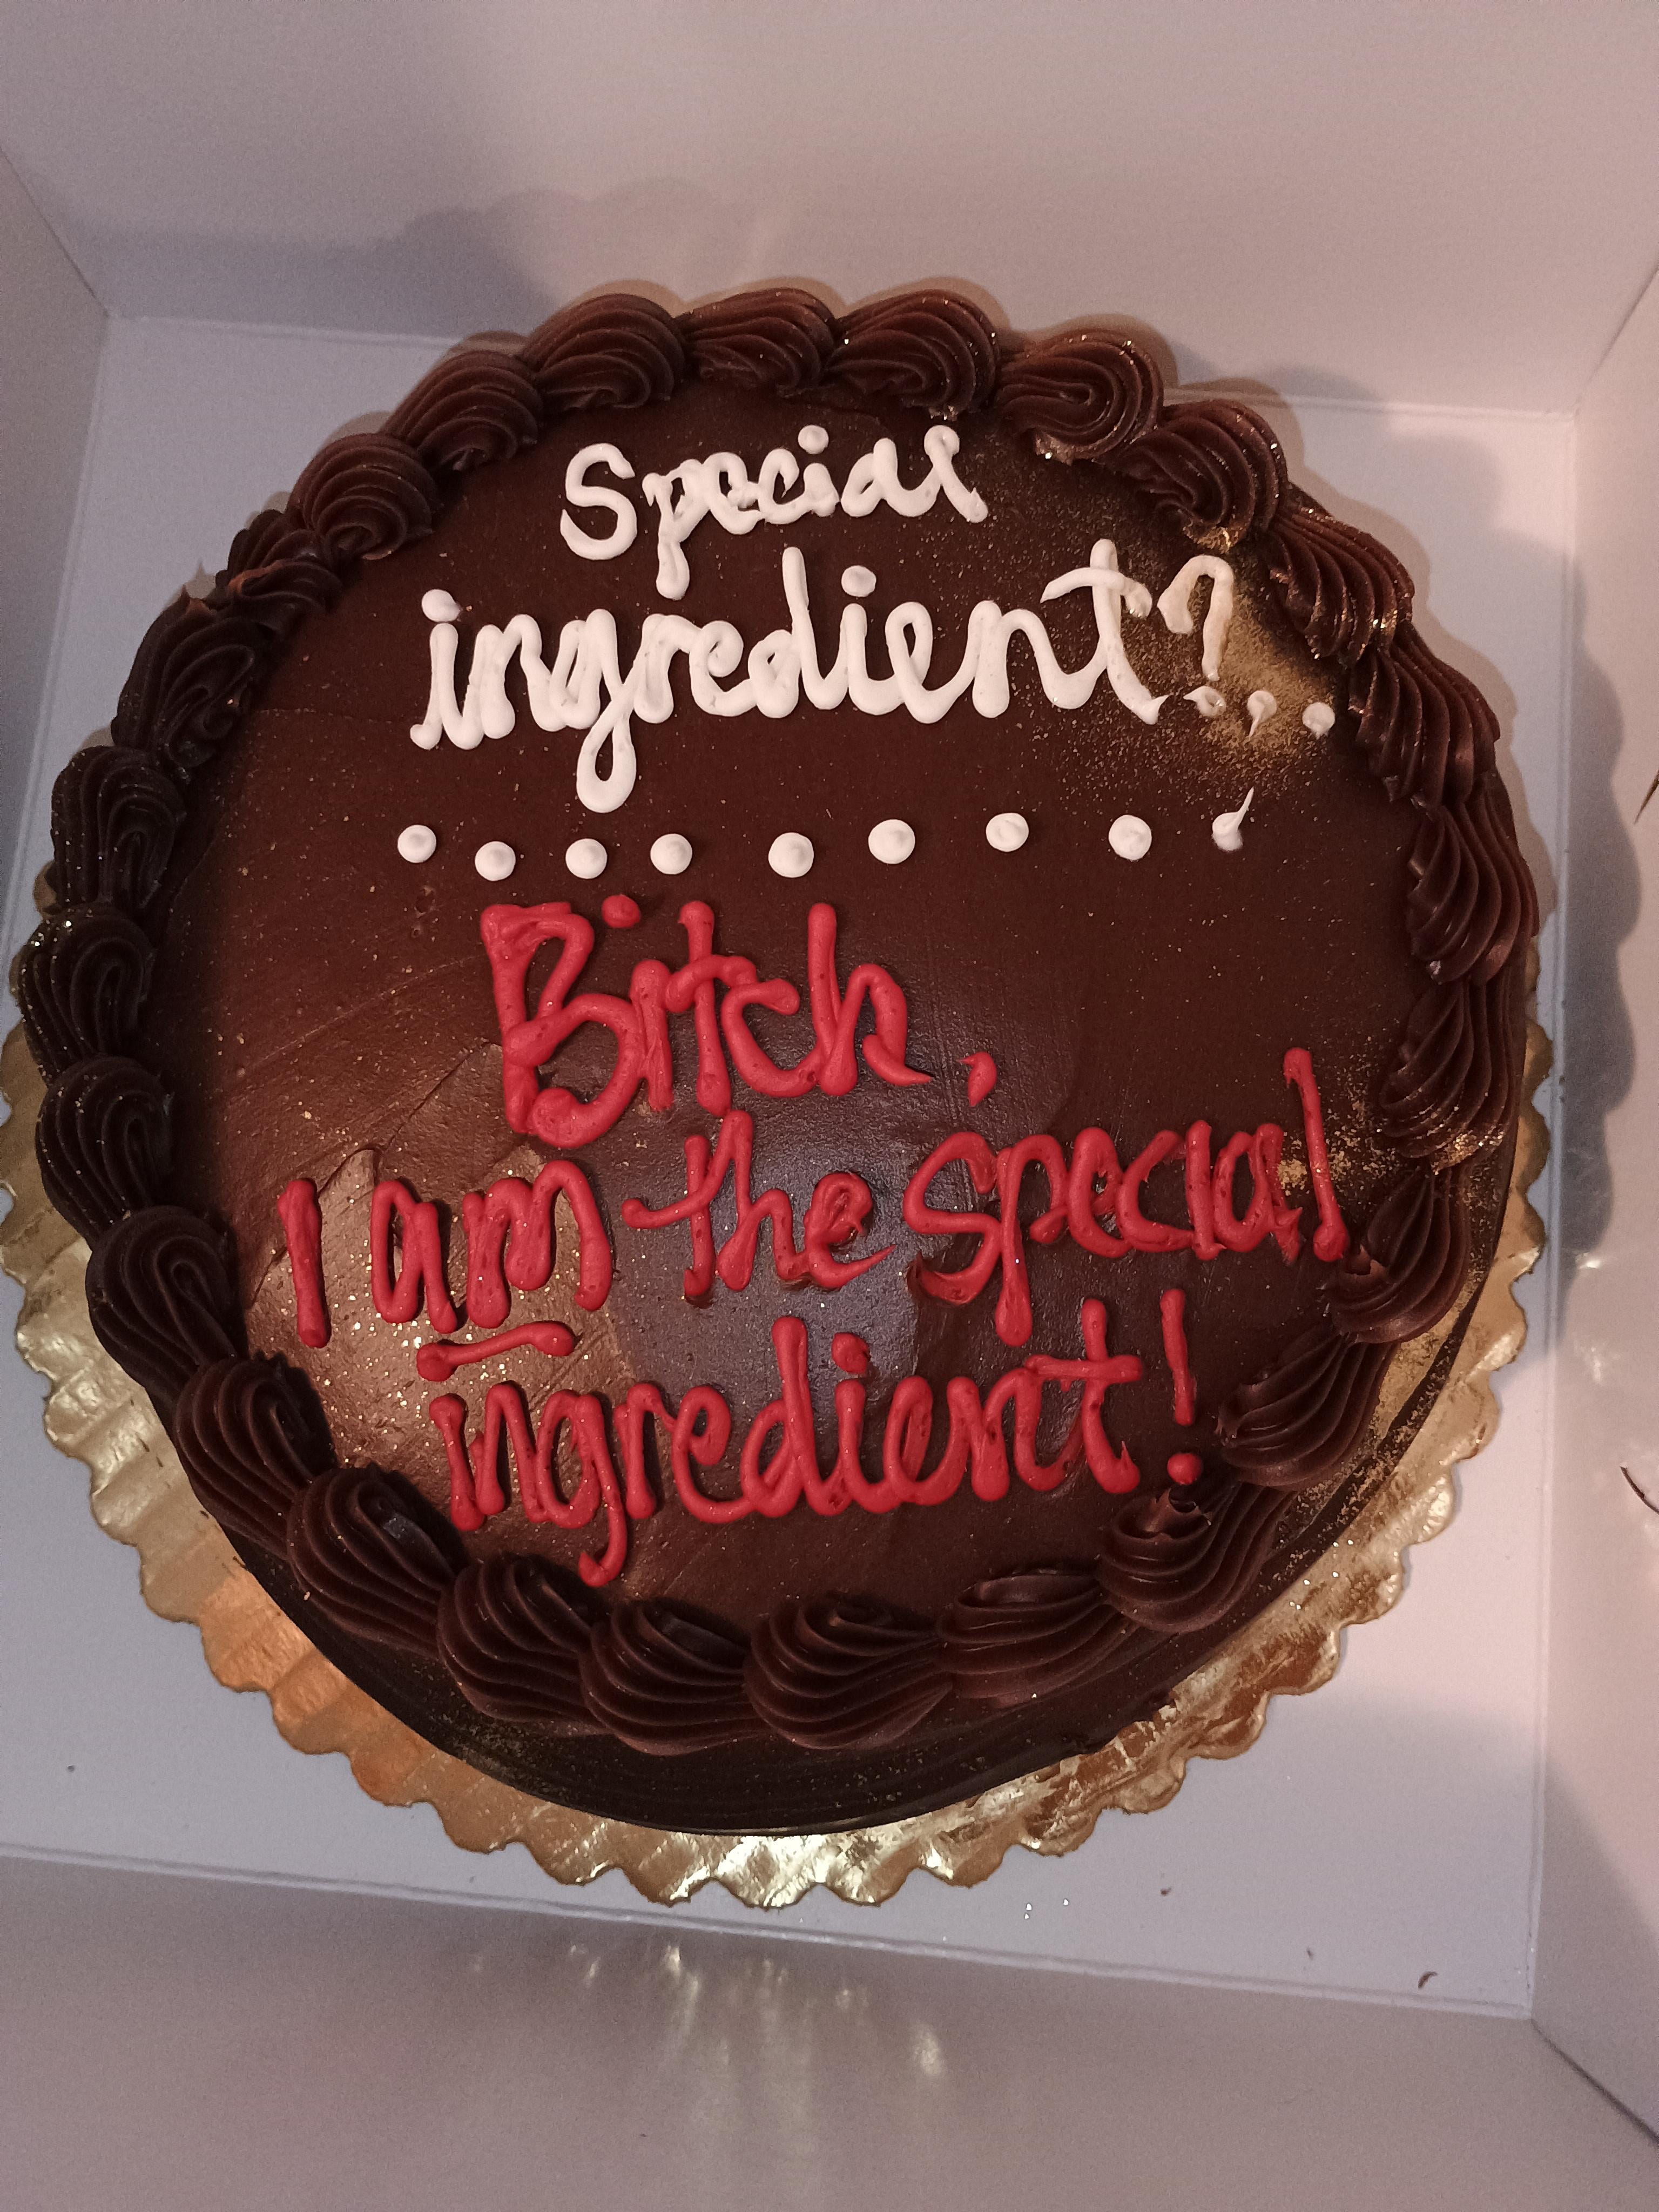 Special
ingredient?...
.........
Bitch,
I am the special
ingredient!